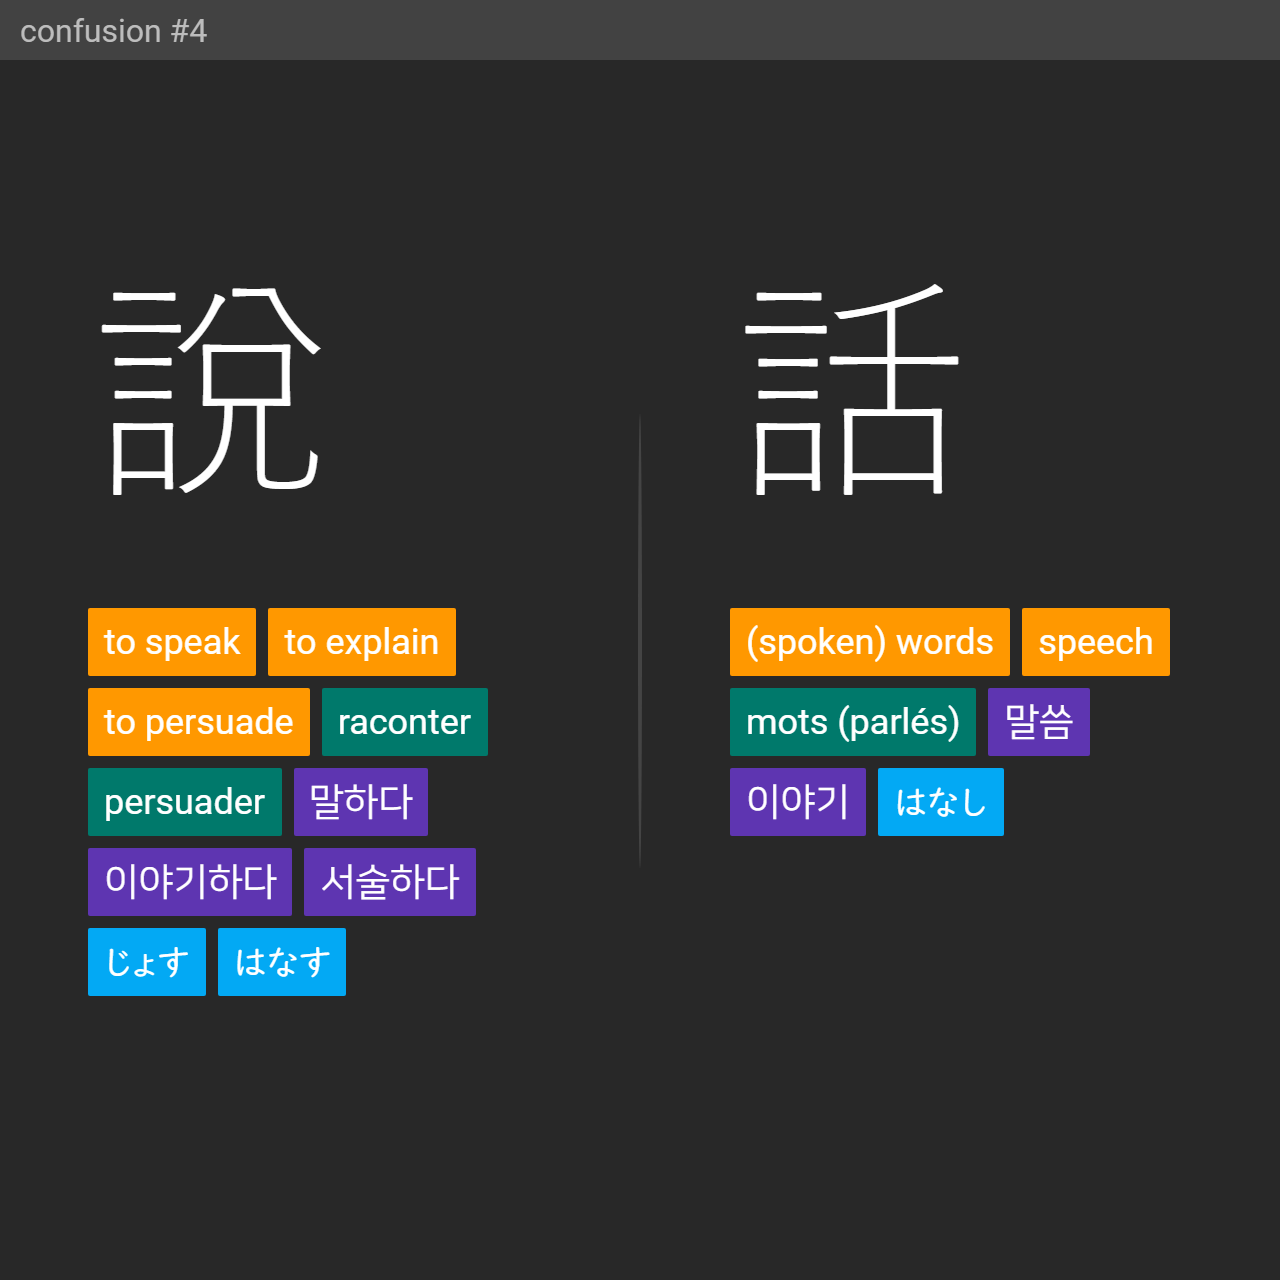 confusion #4
說
to speak to explain
to persuade raconter
persuader 말하다
이야기하다 서술하다
じょす はなす
話
(spoken) words speech
mots (parlés) 말씀
이야기 はなし